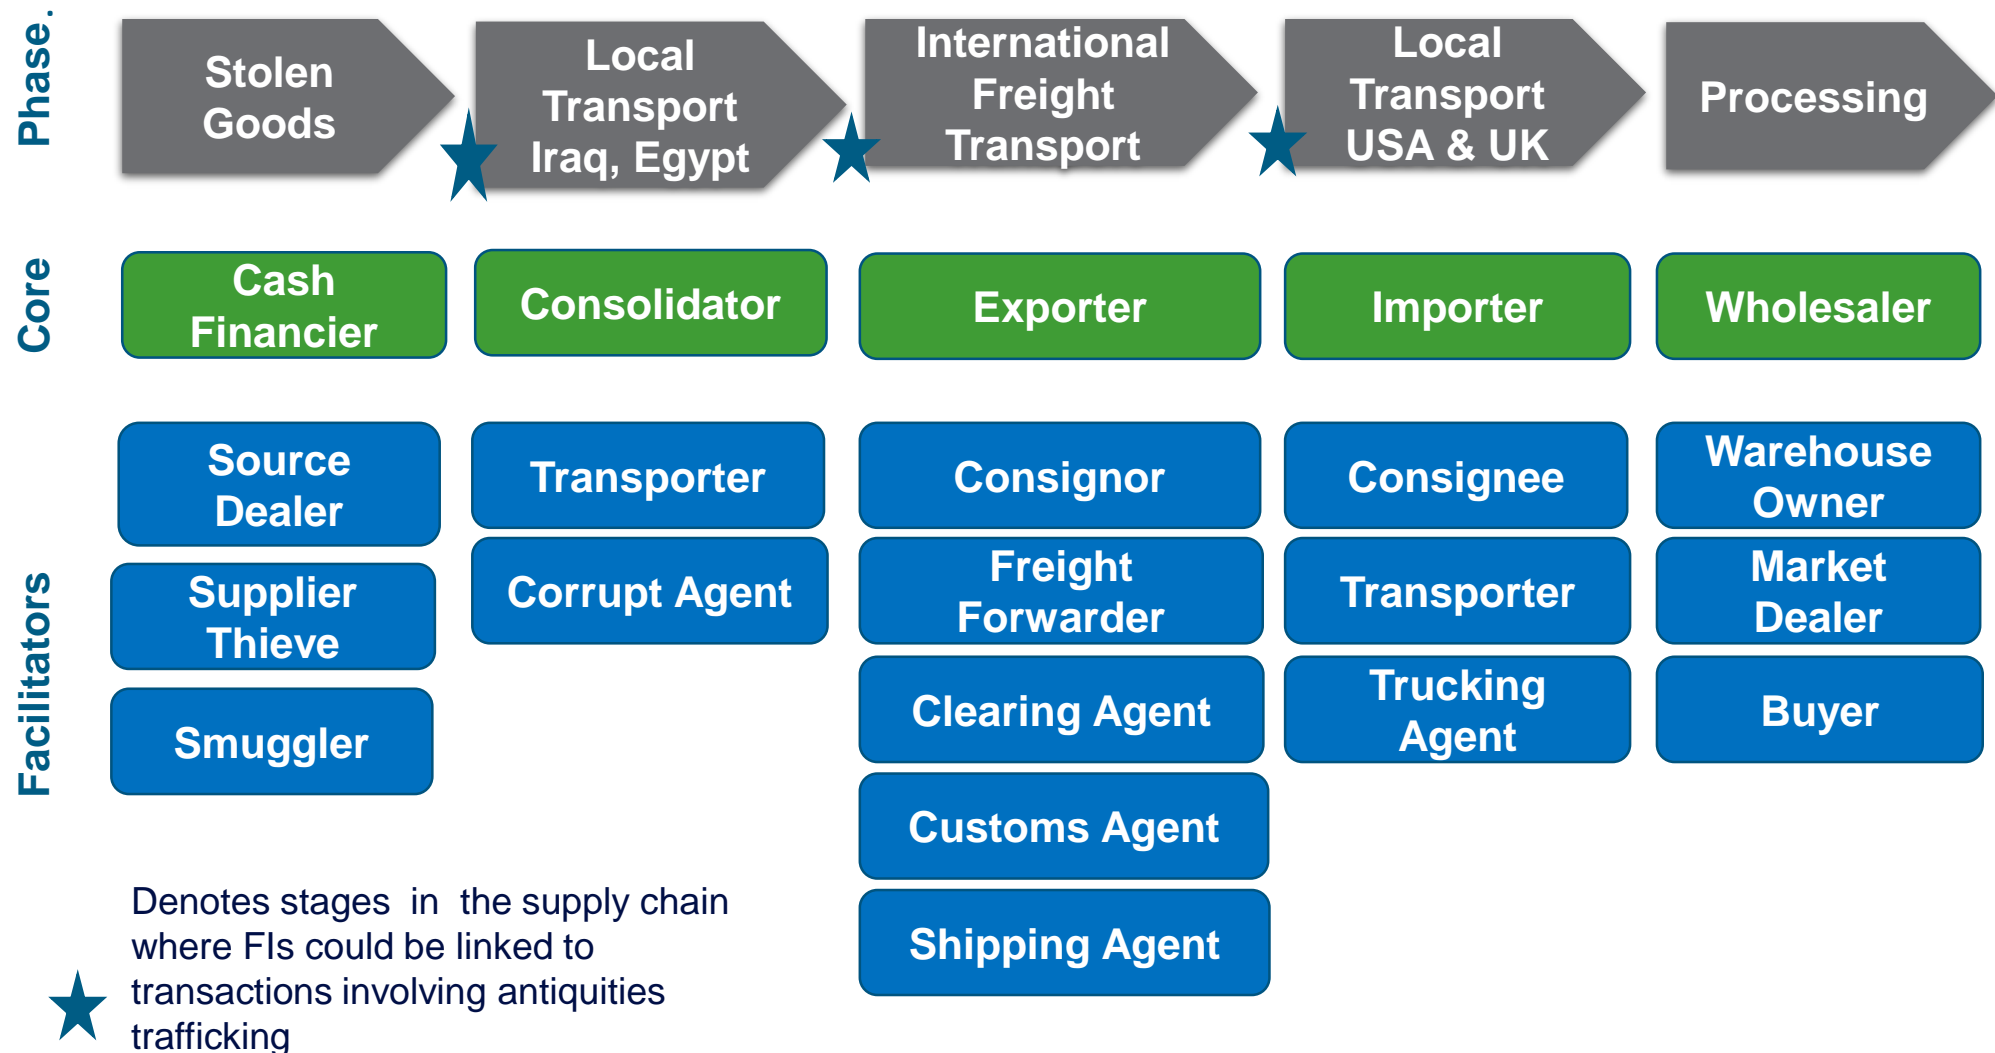 Phase.
Stolen
Goods
Local
Transport
Iraq, Egypt
International
Freight
Transport
Local
Transport
USA & UK
Processing
Core
Cash
Financier
Consolidator
Exporter
Importer
Wholesaler
Facilitators
Source
Dealer
Supplier
Thieve
Smuggler
Transporter
Corrupt Agent
Consignor
Freight
Forwarder
Clearing Agent
Customs Agent
Shipping Agent
Consignee
Transporter
Trucking
Agent
Warehouse
Owner
Market
Dealer
Buyer
Denotes stages in the supply chain
where FIs could be linked to
transactions involving antiquities
trafficking